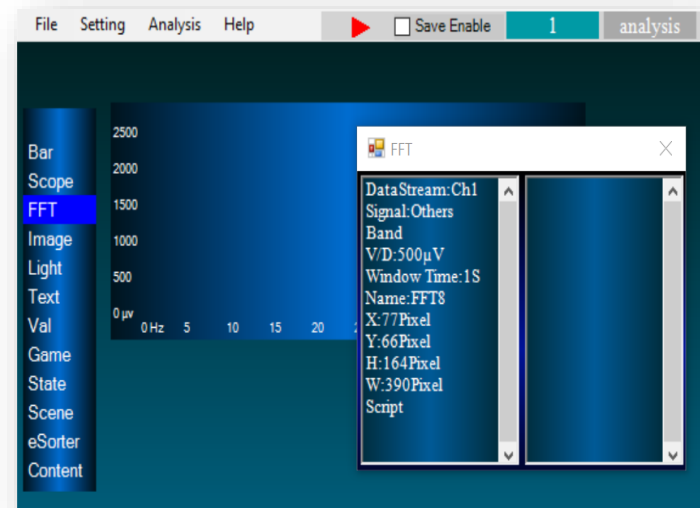 File Setting Analysis Help Save Enable 1 analysis
Bar
Scope
FFT
Image
Light
Text
Val
Game
State
Scene
eSorter
Content
2500
2000
1500
1000
500
0 µv
0 Hz 5 10 15 20
FFT
DataStream:Ch1
Signal:Others
Band
V/D:500µV
Window Time:1S
Name:FFT8
X:77Pixel
Y:66Pixel
H:164Pixel
W:390Pixel
Script